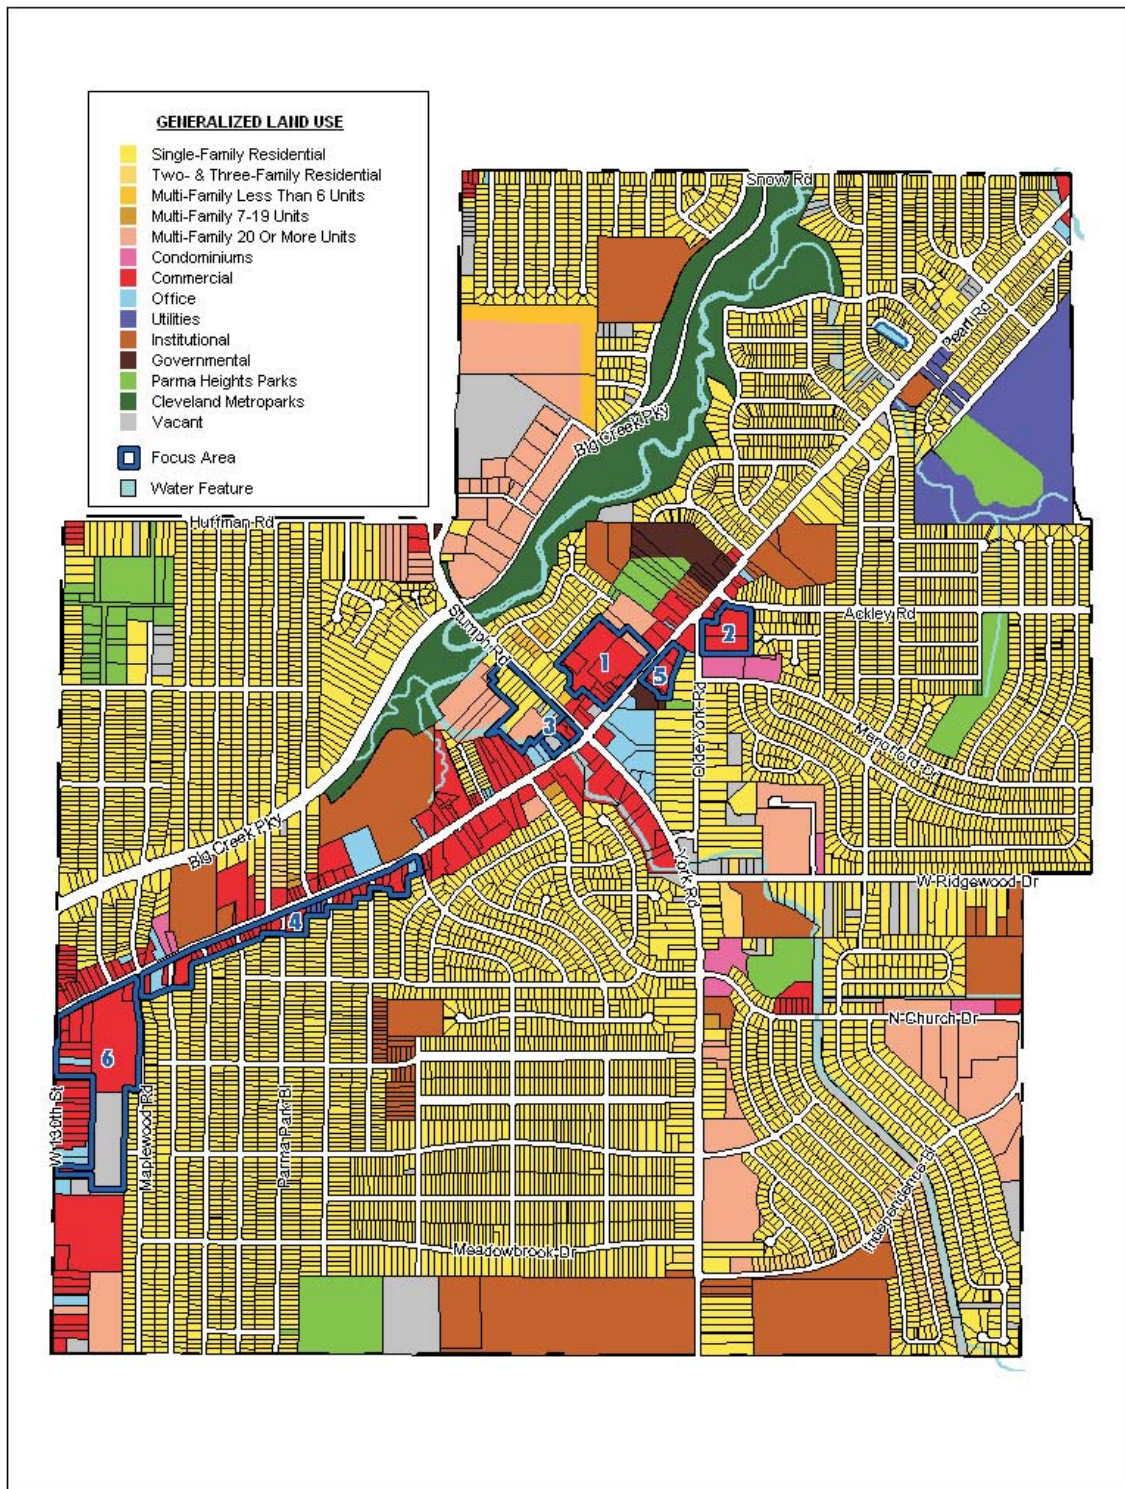 GENERALIZED LAND USE
Single-Family Residential
Two- & Three-Family Residential
Multi-Family Less Than 6 Units
Multi-Family 7-19 Units
Multi-Family 20 Or More Units
Condominiums
Commercial
Office
Utilities
Institutional
Governmental
Parma Heights Parks
Cleveland Metroparks
Vacant
Focus Area
Water Feature
Snow Rd
Pearl Rd
Big Creek Pky
Huffman Rd
Stumph Rd
Ackley Rd
2
1
5
Olde York Rd
3
Manorford Dr
Big Creek Pky
York Rd
W Ridgewood Dr
4
N Church Dr
6
W 130th St
Maplewood Rd
Parma Park Bl
Independence Bl
Meadowbrook Dr